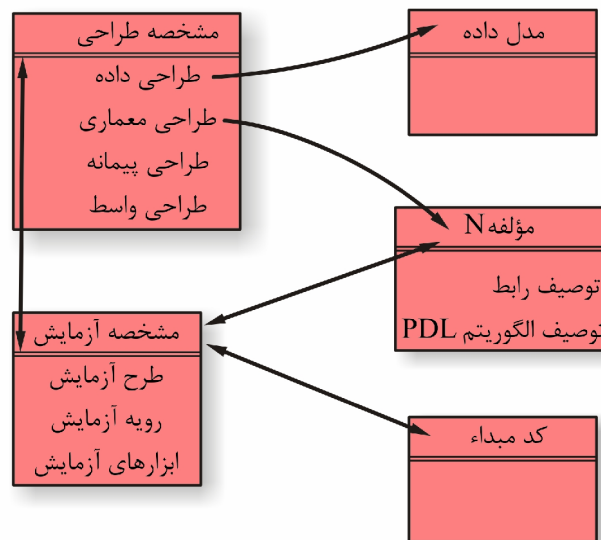 مشخصه طراحی
طراحی داده
طراحی معماری
طراحی پیمانه
طراحی واسط
مدل داده
مؤلفه N
توصیف رابط
توصیف الگوریتم PDL
مشخصه آزمایش
طرح آزمایش
رویه آزمایش
ابزارهای آزمایش
کد مبداء